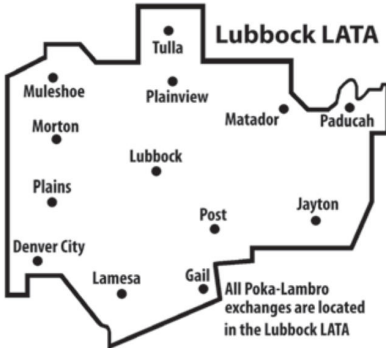 Lubbock LATA
Tulla
Muleshoe
Plainview
Matador
Paducah
Morton
Lubbock
Plains
Post
Jayton
Denver City
Lamesa
Gail
All Poka-Lambro
exchanges are located
in the Lubbock LATA